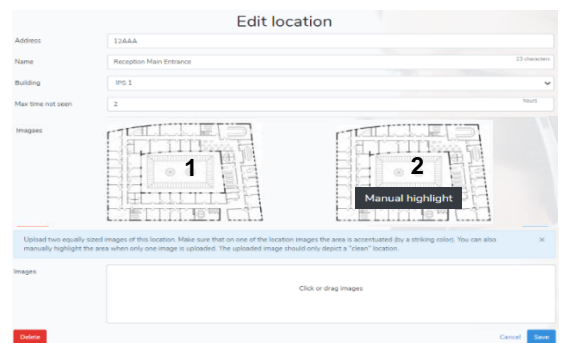 Edit location
Address 12AAA
Name Reception Main Entrance 23 characters
Building IPS 1
Max time not seen 2 hours
Images
1 2
Manual highlight
Upload two equally sized images of this location. Make sure that on one of the location images the area is accentuated (by a striking color). You can also
manually highlight the area when only one image is uploaded. The uploaded image should only depict a "clean" location.
×
Images
Click or drag images
Delete Cancel Save